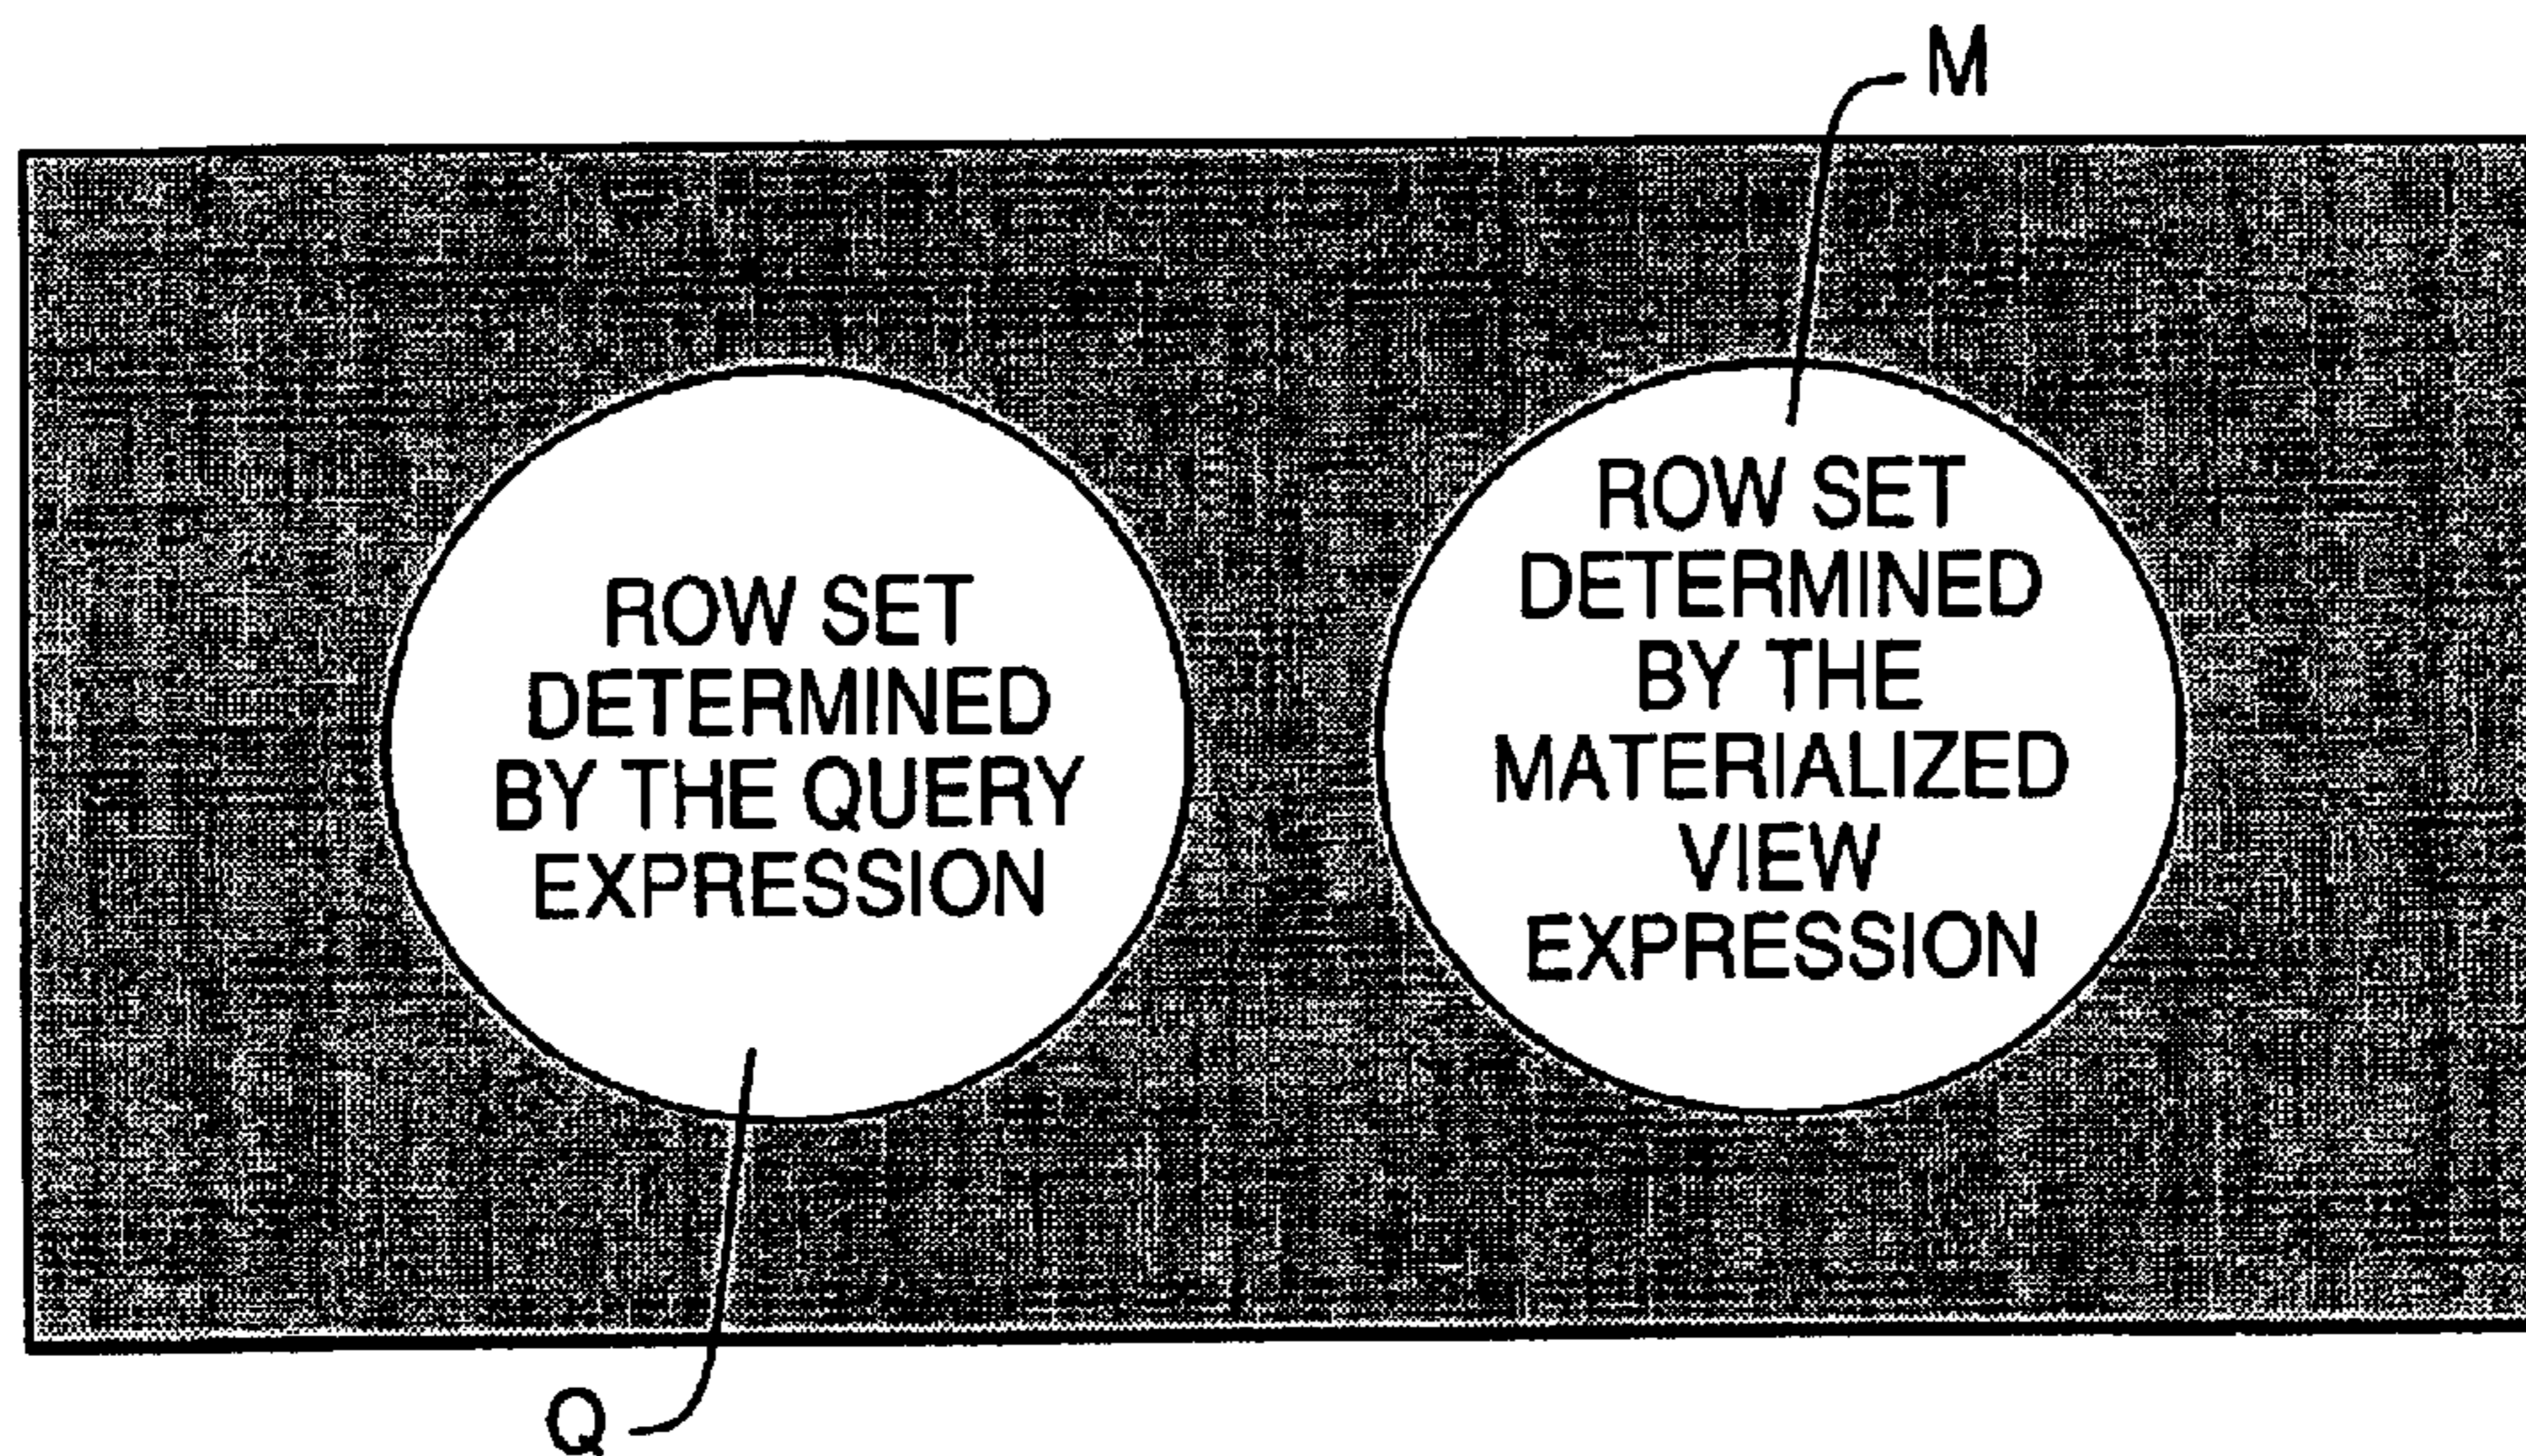 M
ROW SET
DETERMINED
BY THE QUERY
EXPRESSION
ROW SET
DETERMINED
BY THE
MATERIALIZED
VIEW
EXPRESSION
Q